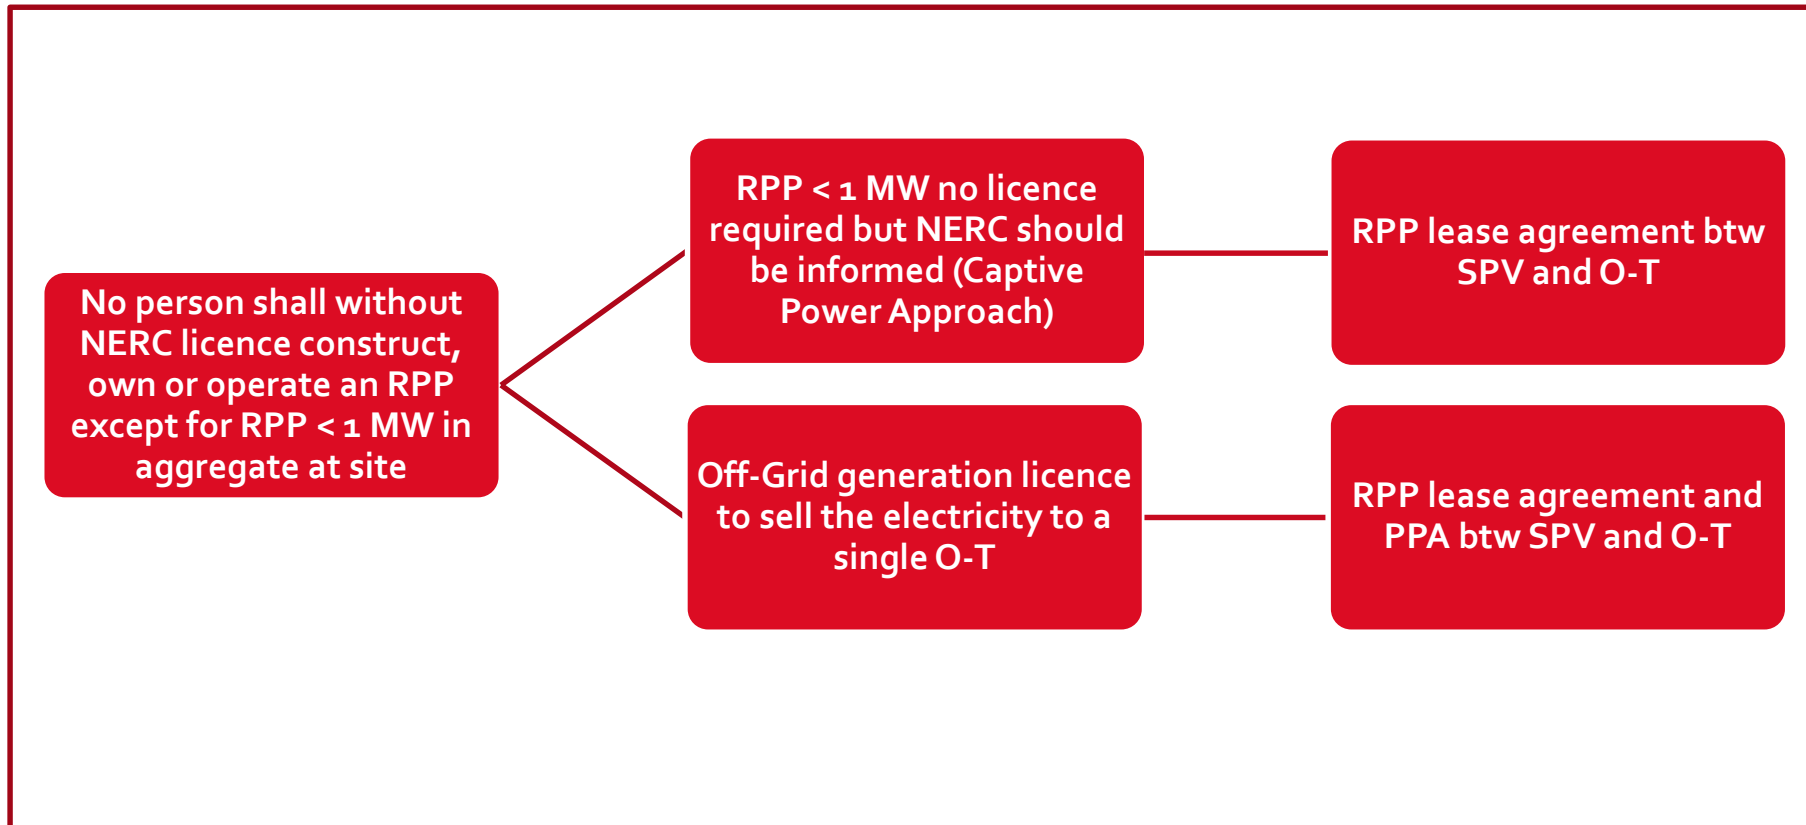 No person shall without
NERC licence construct,
own or operate an RPP
except for RPP < 1 MW in
aggregate at site
RPP < 1 MW no licence
required but NERC should
be informed (Captive
Power Approach)
RPP lease agreement btw
SPV and O-T
Off-Grid generation licence
to sell the electricity to a
single O-T
RPP lease agreement and
PPA btw SPV and O-T